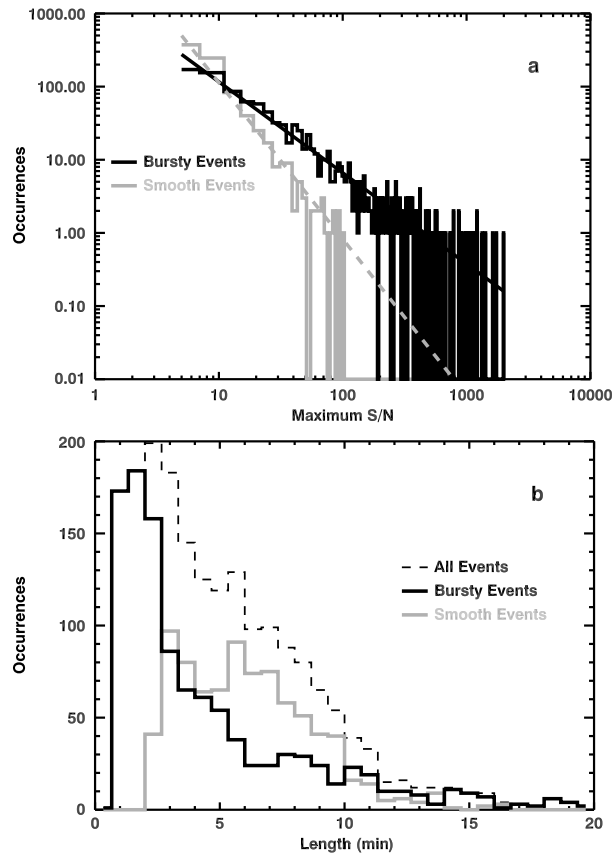 1000.00
100.00
10.00
1.00
0.10
0.01
Occurrences
a
Bursty Events
Smooth Events
1 10 100 1000 10000
Maximum S/N
200
150
100
50
0
Occurrences
b
All Events
Bursty Events
Smooth Events
0 5 10 15 20
Length (min)